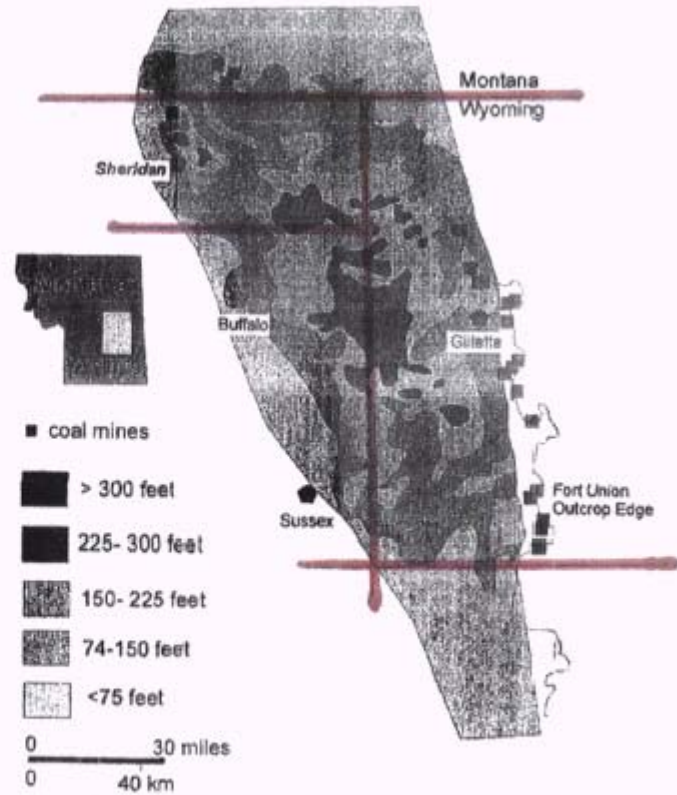 Montana
Wyoming
Sheridan
Buffalo
Gillette
coal mines
> 300 feet
225- 300 feet
150- 225 feet
74-150 feet
<75 feet
Sussex
Fort Union
Outcrop Edge
0 30 miles
0 40 km